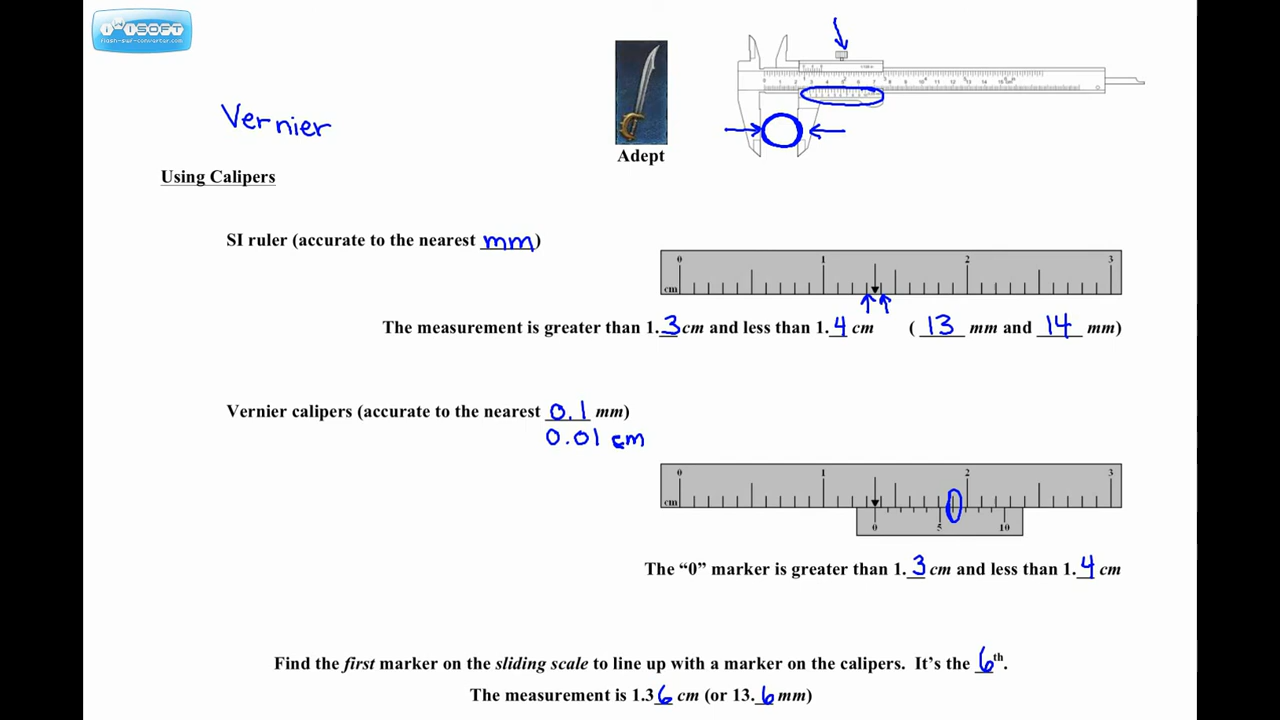 iWiSOFT
flash-swf-converter.com
Vernier
Adept
Using Calipers
SI ruler (accurate to the nearest mm)
0 1 2 3
cm
The measurement is greater than 1.3 cm and less than 1.4 cm ( 13 mm and 14 mm)
Vernier calipers (accurate to the nearest 0.1 mm)
0.01 cm
0 1 2 3
cm
0 5 10
The “0” marker is greater than 1.3 cm and less than 1.4 cm
Find the first marker on the sliding scale to line up with a marker on the calipers. It’s the 6th.
The measurement is 1.36 cm (or 13.6 mm)